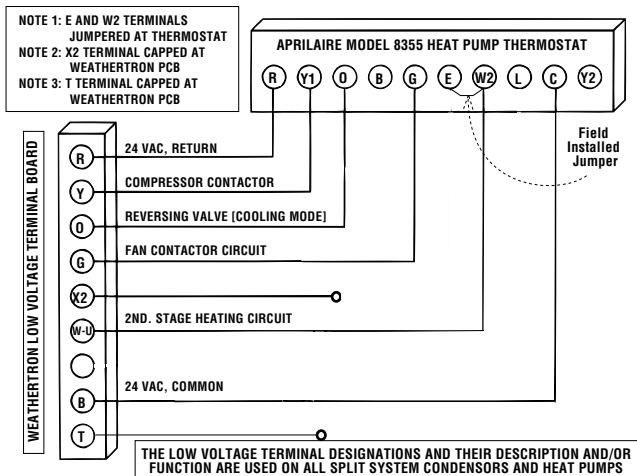 NOTE 1: E AND W2 TERMINALS
JUMPERED AT THERMOSTAT
NOTE 2: X2 TERMINAL CAPPED AT
WEATHERTRON PCB
NOTE 3: T TERMINAL CAPPED AT
WEATHERTRON PCB
APRILAIRE MODEL 8355 HEAT PUMP THERMOSTAT
R Y1 O B G E W2 L C Y2
Field
Installed
Jumper
WEATHERTRON LOW VOLTAGE TERMINAL BOARD
R 24 VAC, RETURN
Y COMPRESSOR CONTACTOR
O REVERSING VALVE [COOLING MODE]
G FAN CONTACTOR CIRCUIT
X2
W-U 2ND. STAGE HEATING CIRCUIT
B 24 VAC, COMMON
T
THE LOW VOLTAGE TERMINAL DESIGNATIONS AND THEIR DESCRIPTION AND/OR
FUNCTION ARE USED ON ALL SPLIT SYSTEM CONDENSORS AND HEAT PUMPS